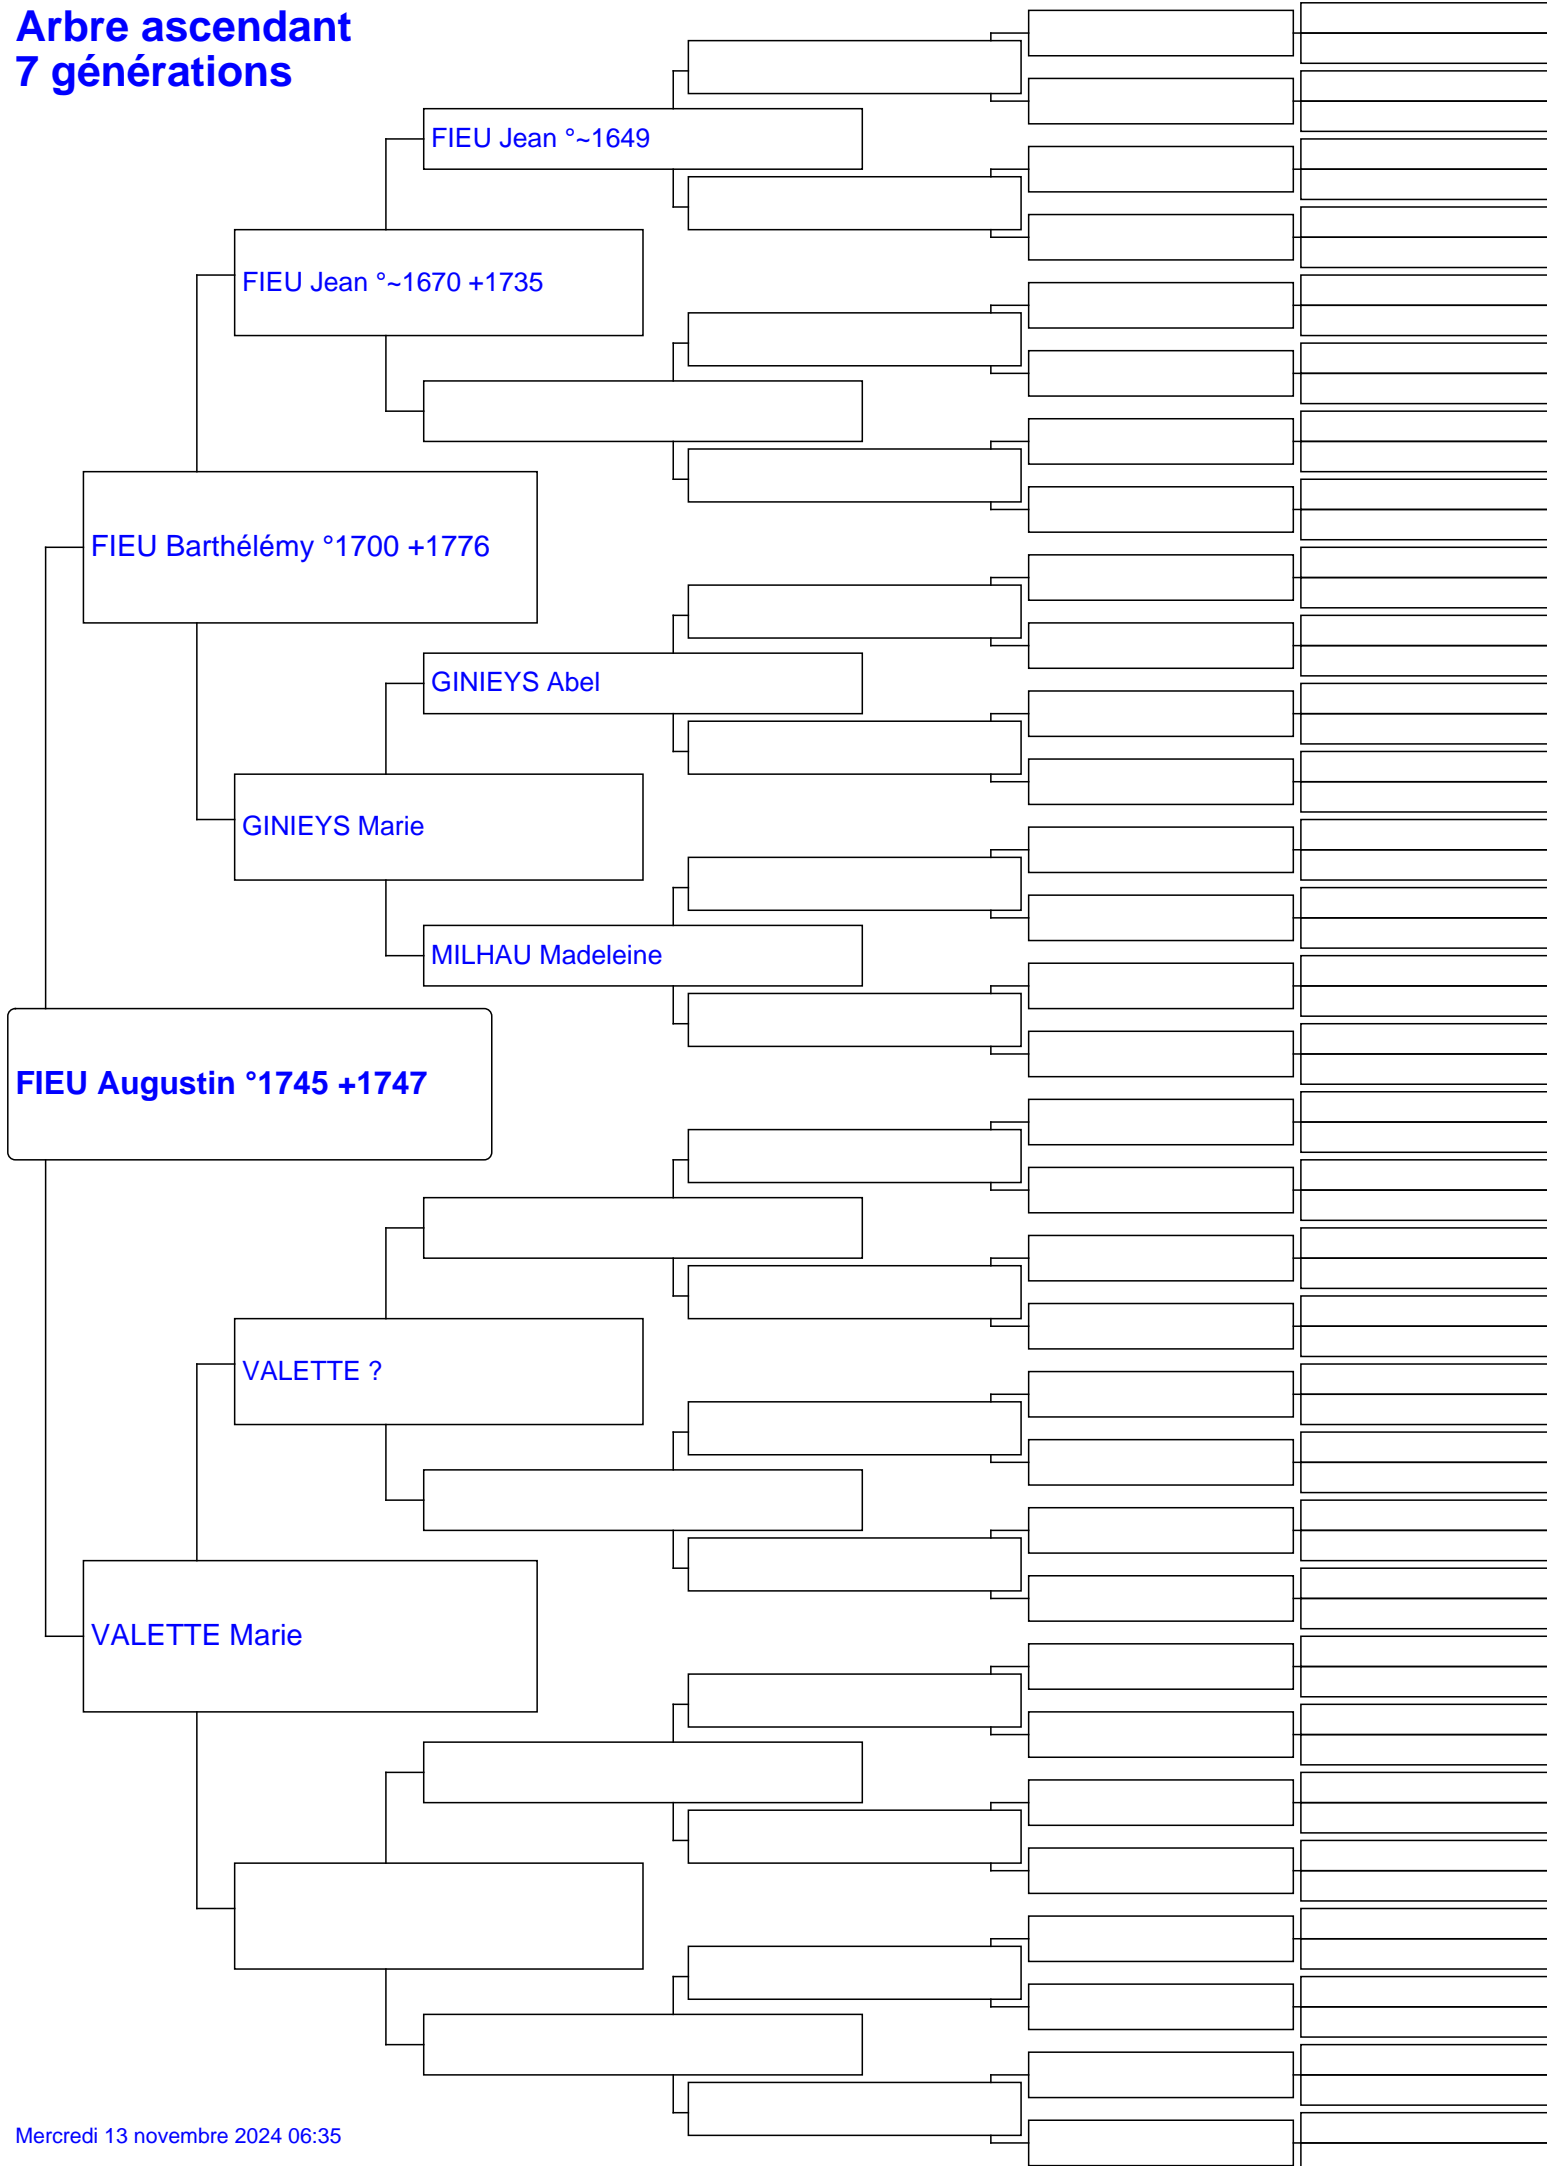 Arbre ascendant
7 générations
FIEU Jean °~1649
FIEU Jean °~1670 +1735
FIEU Barthélémy °1700 +1776
GINIEYS Abel
GINIEYS Marie
MILHAU Madeleine
FIEU Augustin °1745 +1747
VALETTE ?
VALETTE Marie
Mercredi 13 novembre 2024 06:35